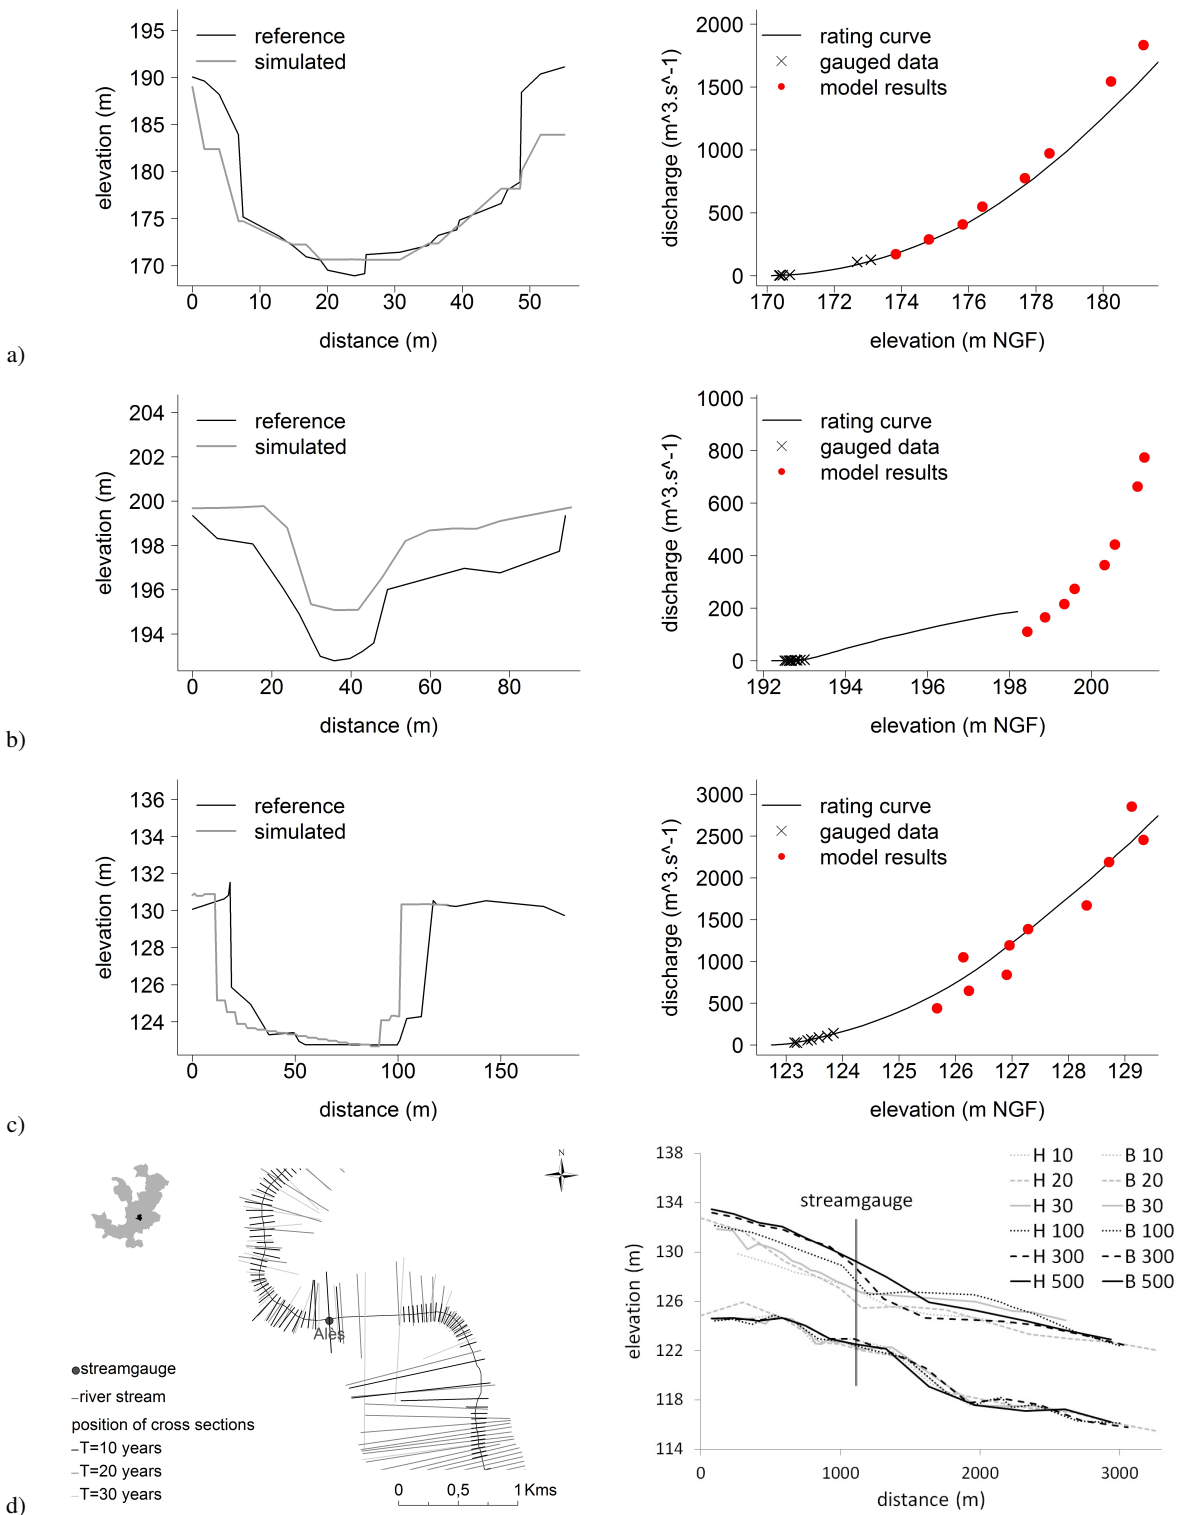 195
190
185
180
175
170
elevation (m)
reference
simulated
0 10 20 30 40 50
distance (m)
2000
1500
1000
500
0
discharge (m^3.s^-1)
rating curve
gauged data
model results
170 172 174 176 178 180
elevation (m NGF)
a)
204
202
200
198
196
194
elevation (m)
reference
simulated
0 20 40 60 80
distance (m)
1000
800
600
400
200
0
discharge (m^3.s^-1)
rating curve
gauged data
model results
192 194 196 198 200
elevation (m NGF)
b)
136
134
132
130
128
126
124
elevation (m)
reference
simulated
0 50 100 150
distance (m)
3000
2500
2000
1500
1000
500
0
discharge (m^3.s^-1)
rating curve
gauged data
model results
123 124 125 126 127 128 129
elevation (m NGF)
c)
N
Alès
streamgauge
river stream
position of cross sections
T=10 years
T=20 years
T=30 years
0 0,5 1 Kms
138
134
130
126
122
118
114
elevation (m)
streamgauge
H 10 B 10
H 20 B 20
H 30 B 30
H 100 B 100
H 300 B 300
H 500 B 500
0 1000 2000 3000
distance (m)
d)